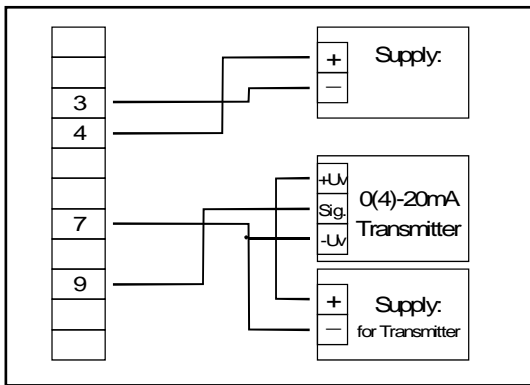 3
4
7
9
+
−
Supply:
+Uv
Sig.
-Uv
0(4)-20mA
Transmitter
+
−
Supply:
for Transmitter